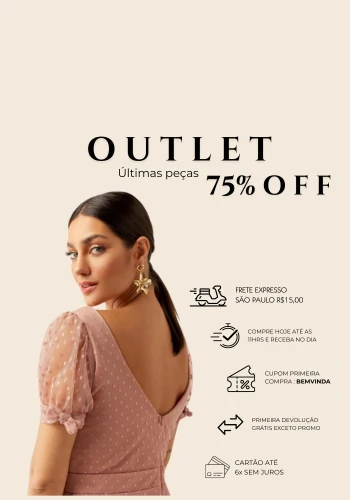 OUTLET
Últimas peças
75% OFF
FRETE EXPRESSO
SÃO PAULO R$15,00
COMPRE HOJE ATÉ AS
11HRS E RECEBA NO DIA
%
CUPOM PRIMEIRA
COMPRA : BEMVINDA
PRIMEIRA DEVOLUÇÃO
GRÁTIS EXCETO PROMO
CARTÃO ATÉ
6x SEM JUROS